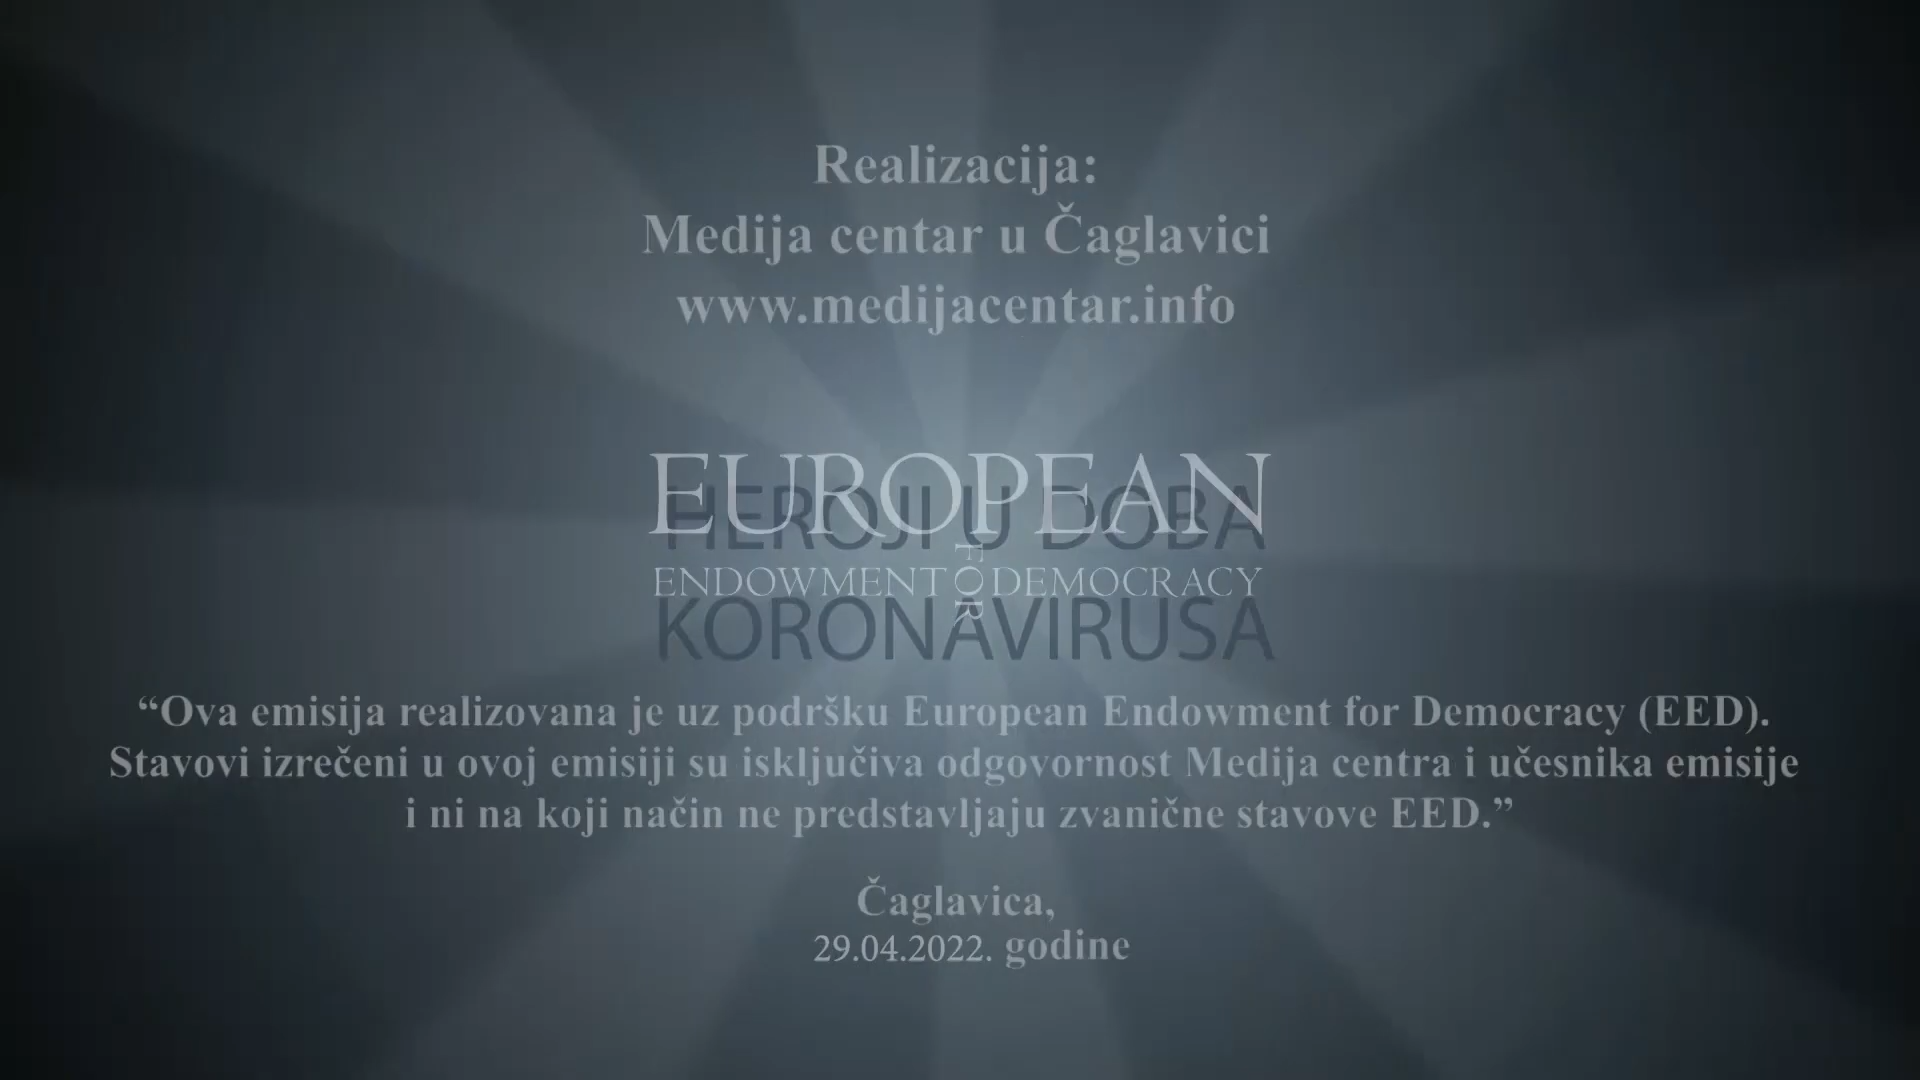 Realizacija:
Medija centar u Čaglavici
www.medijacentar.info
EUROPEAN
HEROJI U DOBA
ENDOWMENT FOR DEMOCRACY
KORONAVIRUSA
“Ova emisija realizovana je uz podršku European Endowment for Democracy (EED).
Stavovi izrečeni u ovoj emisiji su isključiva odgovornost Medija centra i učesnika emisije
i ni na koji način ne predstavljaju zvanične stavove EED.”
Čaglavica,
29.04.2022. godine